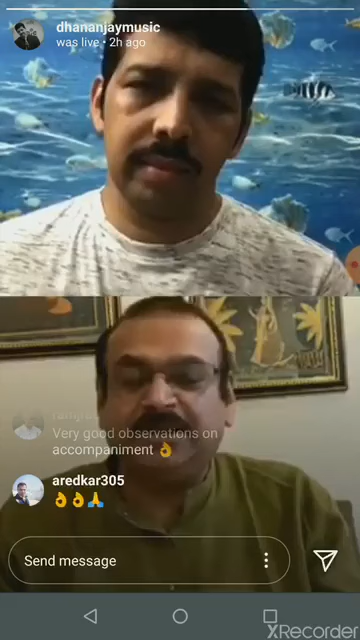 dhananjaymusic
was live • 2h ago
Very good observations on
accompaniment 👌
aredkar305
👌👌🙏
Send message
XRecorder